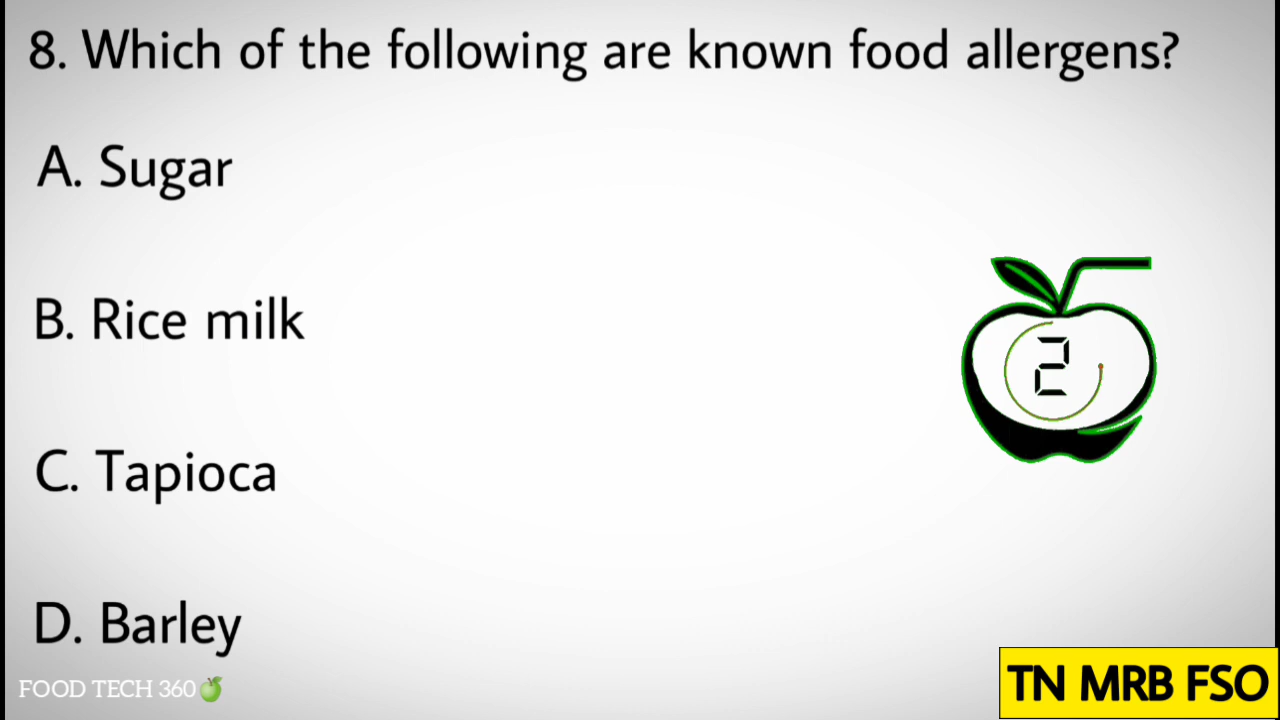 8. Which of the following are known food allergens?
A. Sugar
B. Rice milk
2
C. Tapioca
D. Barley
FOOD TECH 360
TN MRB FSO